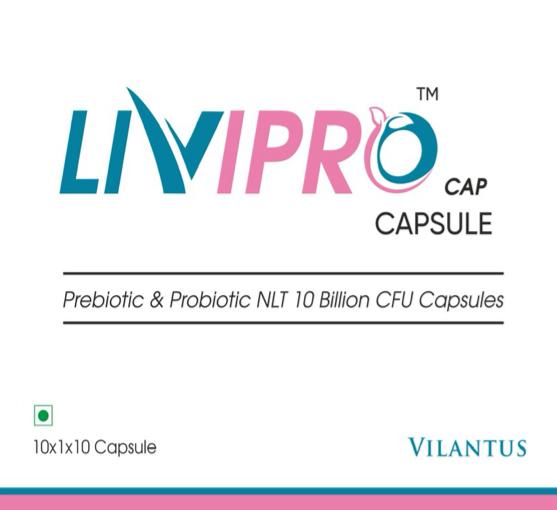 LIVIPRO™
CAP
CAPSULE
Prebiotic & Probiotic NLT 10 Billion CFU Capsules
10x1x10 Capsule
VILANTUS